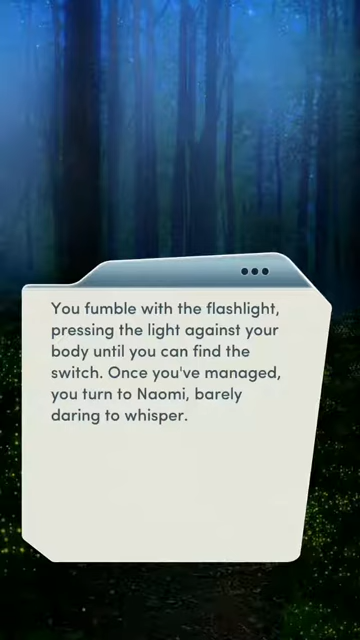 You fumble with the flashlight,
pressing the light against your
body until you can find the
switch. Once you've managed,
you turn to Naomi, barely
daring to whisper.